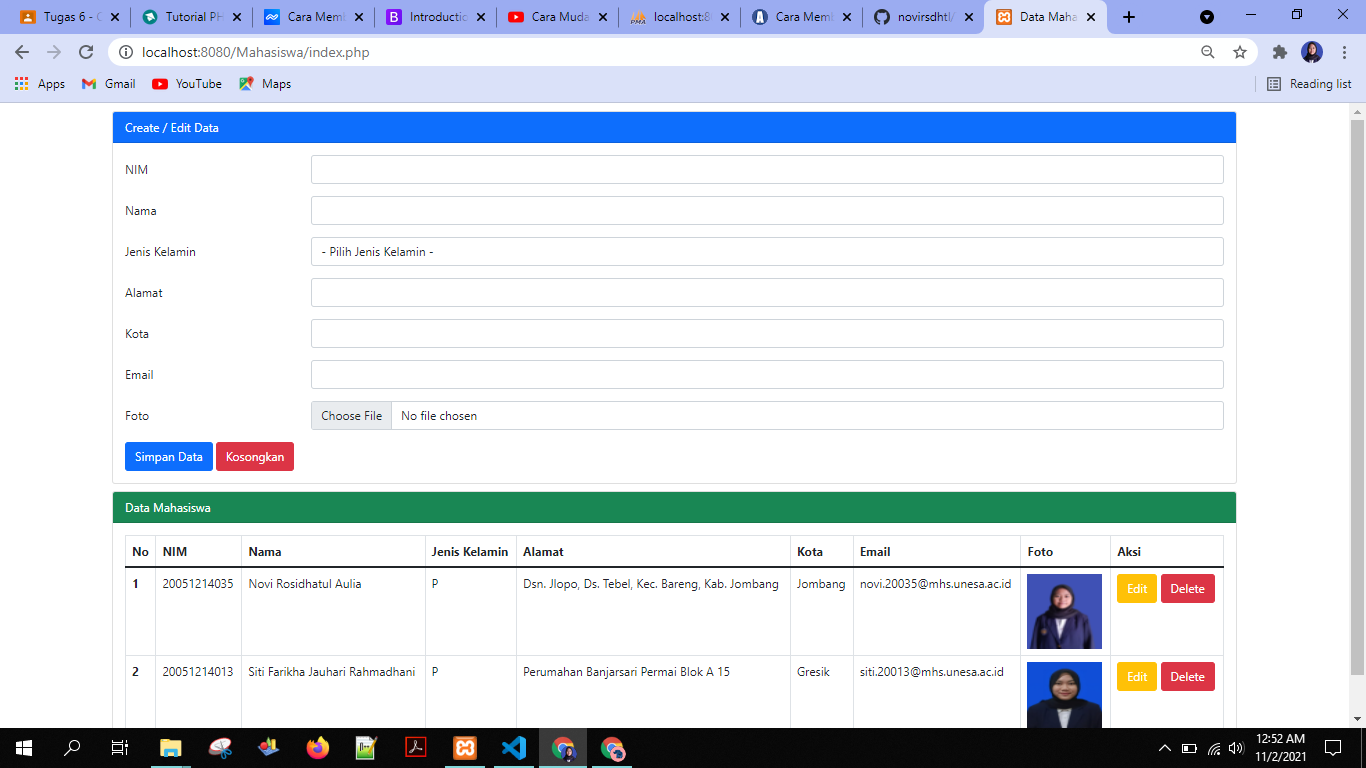 Tugas 6 - C
Tutorial PH
Cara Memb
Introductio
Cara Muda
localhost:8
Cara Memb
novirsdhtl/
Data Maha
localhost:8080/Mahasiswa/index.php
Apps
Gmail
YouTube
Maps
Reading list
Create / Edit Data
NIM
Nama
Jenis Kelamin
- Pilih Jenis Kelamin -
Alamat
Kota
Email
Foto
Choose File No file chosen
Simpan Data Kosongkan
Data Mahasiswa
No NIM Nama Jenis Kelamin Alamat Kota Email Foto Aksi
1 20051214035 Novi Rosidhatul Aulia P Dsn. Jlopo, Ds. Tebel, Kec. Bareng, Kab. Jombang Jombang novi.20035@mhs.unesa.ac.id Edit Delete
2 20051214013 Siti Farikha Jauhari Rahmadhani P Perumahan Banjarsari Permai Blok A 15 Gresik siti.20013@mhs.unesa.ac.id Edit Delete
12:52 AM
11/2/2021